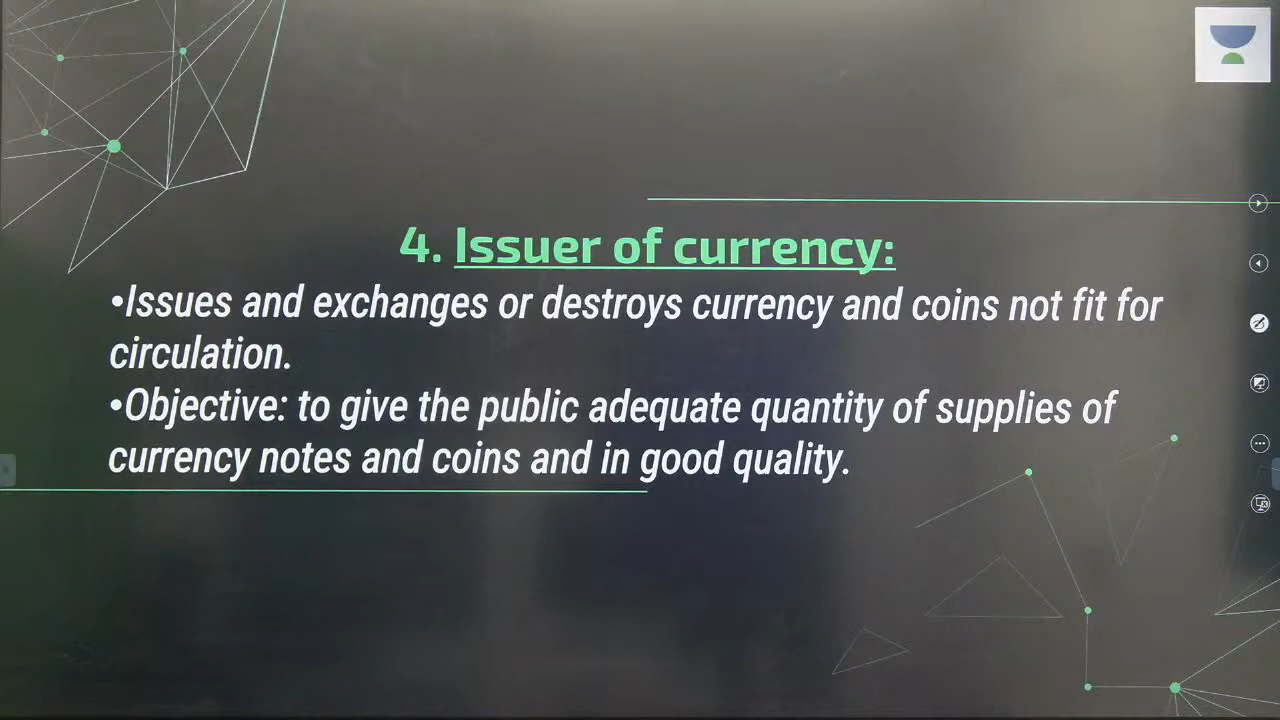 4. Issuer of currency:
•Issues and exchanges or destroys currency and coins not fit for
circulation.
•Objective: to give the public adequate quantity of supplies of
currency notes and coins and in good quality.